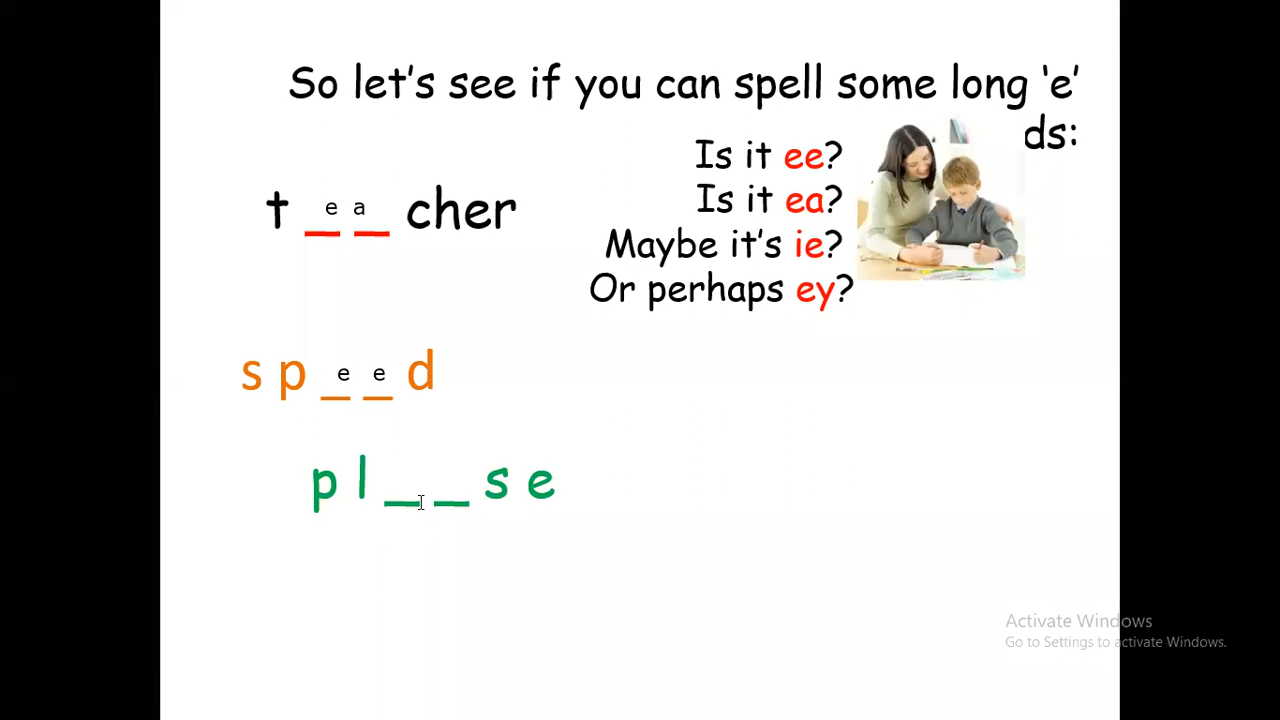 So let's see if you can spell some long 'e'
ds:
Is it ee?
Is it ea?
Maybe it's ie?
Or perhaps ey?
t e a cher
s p e e d
p l _ _ s e
Activate Windows
Go to Settings to activate Windows.